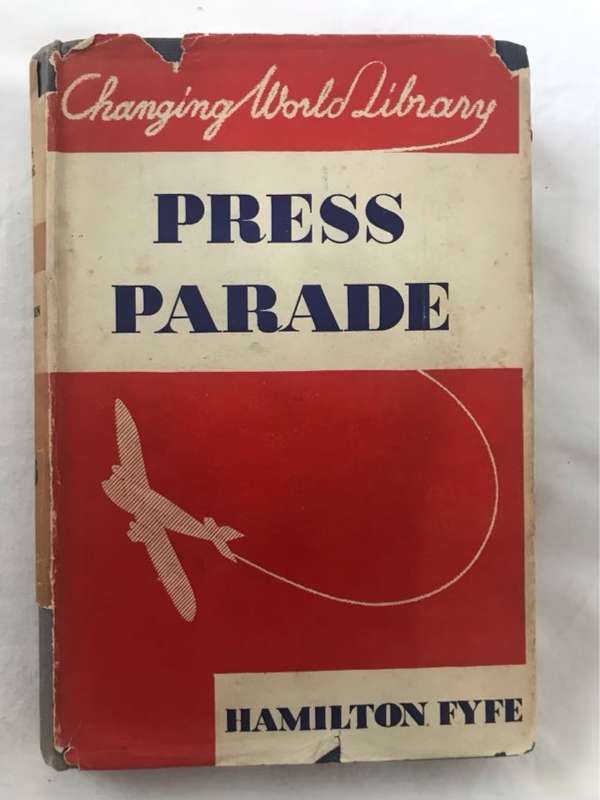 Changing World Library
PRESS
PARADE
HAMILTON FYFE